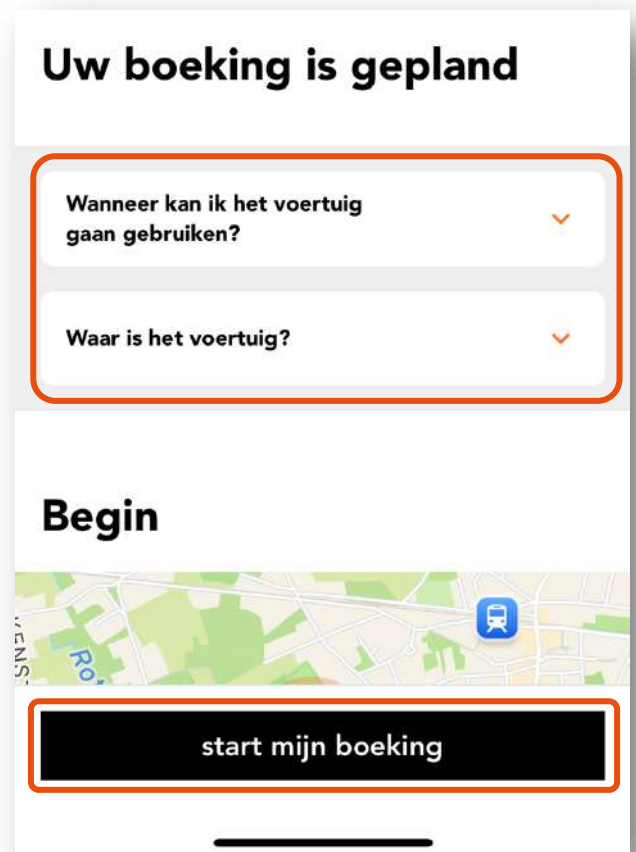 Uw boeking is gepland
Wanneer kan ik het voertuig
gaan gebruiken?
Waar is het voertuig?
Begin
Ro
start mijn boeking